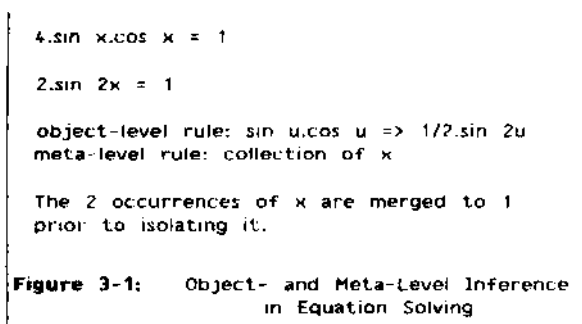 4.sin x.cos x = 1
2.sin 2x = 1
object-level rule: sin u.cos u => 1/2.sin 2u
meta-level rule: collection of x
The 2 occurrences of x are merged to 1
prior to isolating it.
Figure 3-1: Object- and Meta-Level Inference
in Equation Solving